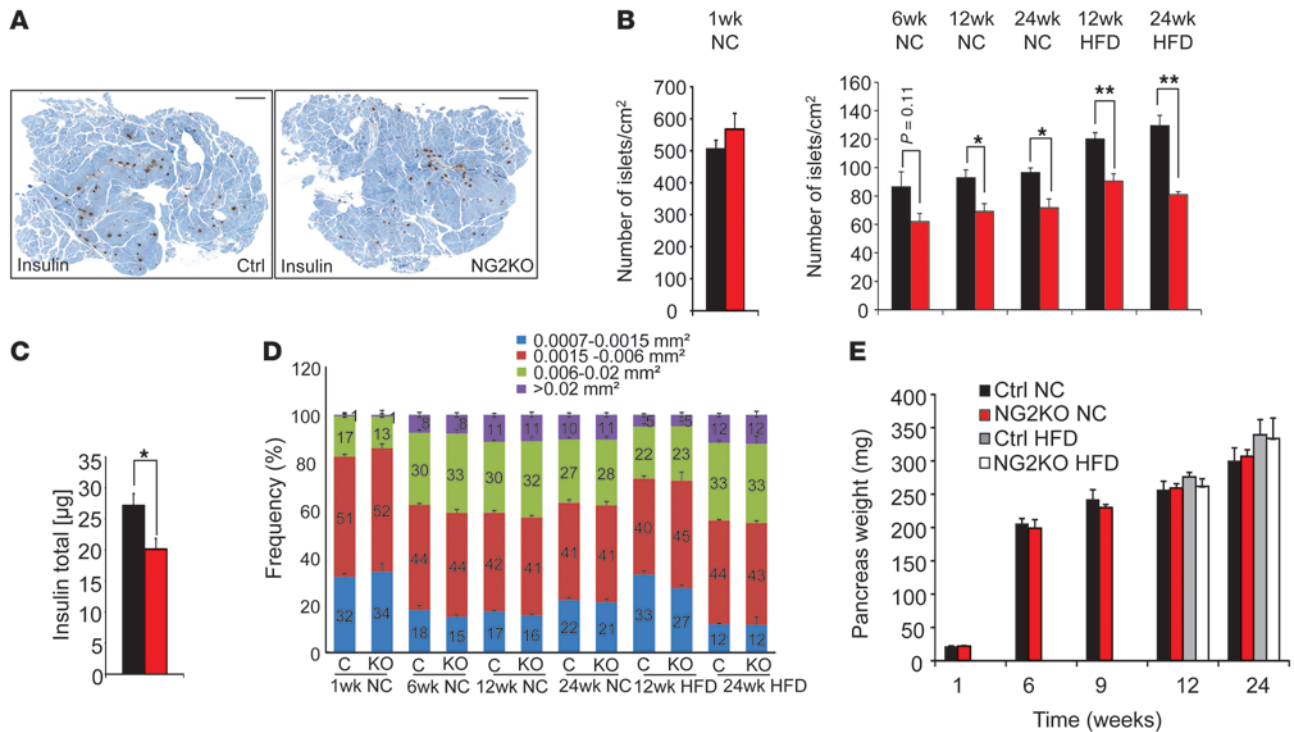 A
Insulin
Ctrl
Insulin
NG2KO
B
1wk
NC
6wk
NC
12wk
NC
24wk
NC
12wk
HFD
24wk
HFD
Number of islets/cm²
700
600
500
400
300
200
100
0
Number of islets/cm²
160
140
120
100
80
60
40
20
0
P = 0.11
*
*
**
**
C
Insulin total [µg]
35
30
25
20
15
10
5
0
*
D
0.0007-0.0015 mm²
0.0015 -0.006 mm²
0.006-0.02 mm²
>0.02 mm²
Frequency (%)
120
100
80
60
40
20
0
1 1 8 8 11 11 10 11 5 5 12 12
17 13 30 33 30 32 27 28 22 23 33 33
51 52 44 44 42 41 41 41 40 45 44 43
32 34 18 15 17 16 22 21 33 27 12 12
C KO C KO C KO C KO C KO C KO
1wk NC 6wk NC 12wk NC 24wk NC 12wk HFD 24wk HFD
E
Ctrl NC
NG2KO NC
Ctrl HFD
NG2KO HFD
Pancreas weight (mg)
400
350
300
250
200
150
100
50
0
1 6 9 12 24
Time (weeks)